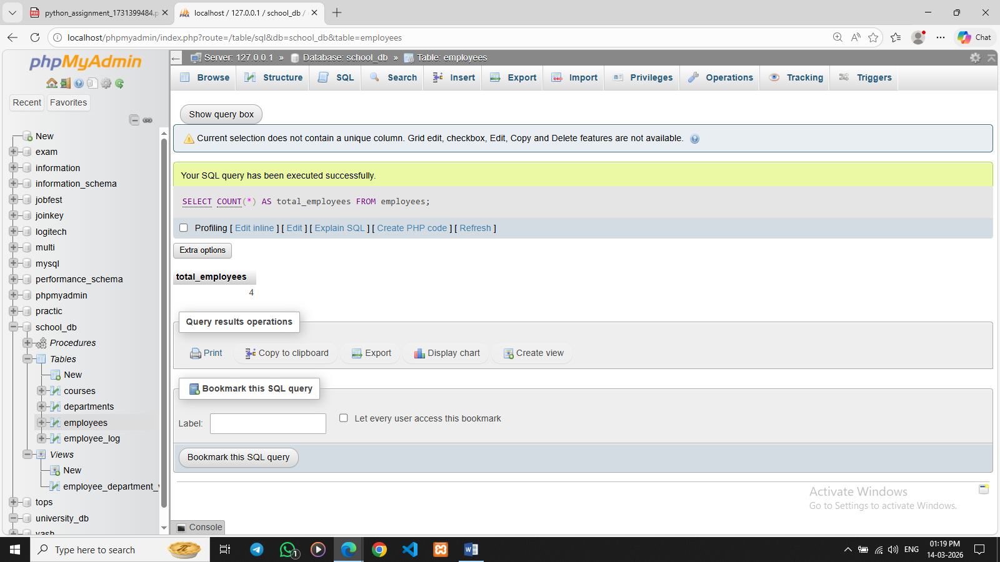 python_assignment_1731399484.p
localhost / 127.0.0.1 / school_db /
localhost/phpmyadmin/index.php?route=/table/sql&db=school_db&table=employees
Chat
phpMyAdmin
Recent
Favorites
New
exam
information
information_schema
jobfest
joinkey
logitech
multi
mysql
performance_schema
phpmyadmin
practic
school_db
Procedures
Tables
New
courses
departments
employees
employee_log
Views
New
employee_department_v
tops
university_db
yash
Server: 127.0.0.1 » Database: school_db » Table: employees
Browse Structure SQL Search Insert Export Import Privileges Operations Tracking Triggers
Show query box
Current selection does not contain a unique column. Grid edit, checkbox, Edit, Copy and Delete features are not available.
Your SQL query has been executed successfully.
SELECT COUNT(*) AS total_employees FROM employees;
Profiling [ Edit inline ] [ Edit ] [ Explain SQL ] [ Create PHP code ] [ Refresh ]
Extra options
total_employees
4
Query results operations
Print Copy to clipboard Export Display chart Create view
Bookmark this SQL query
Label:
Let every user access this bookmark
Bookmark this SQL query
Activate Windows
Go to Settings to activate Windows.
Console
Type here to search
1
ENG
01:19 PM
14-03-2026